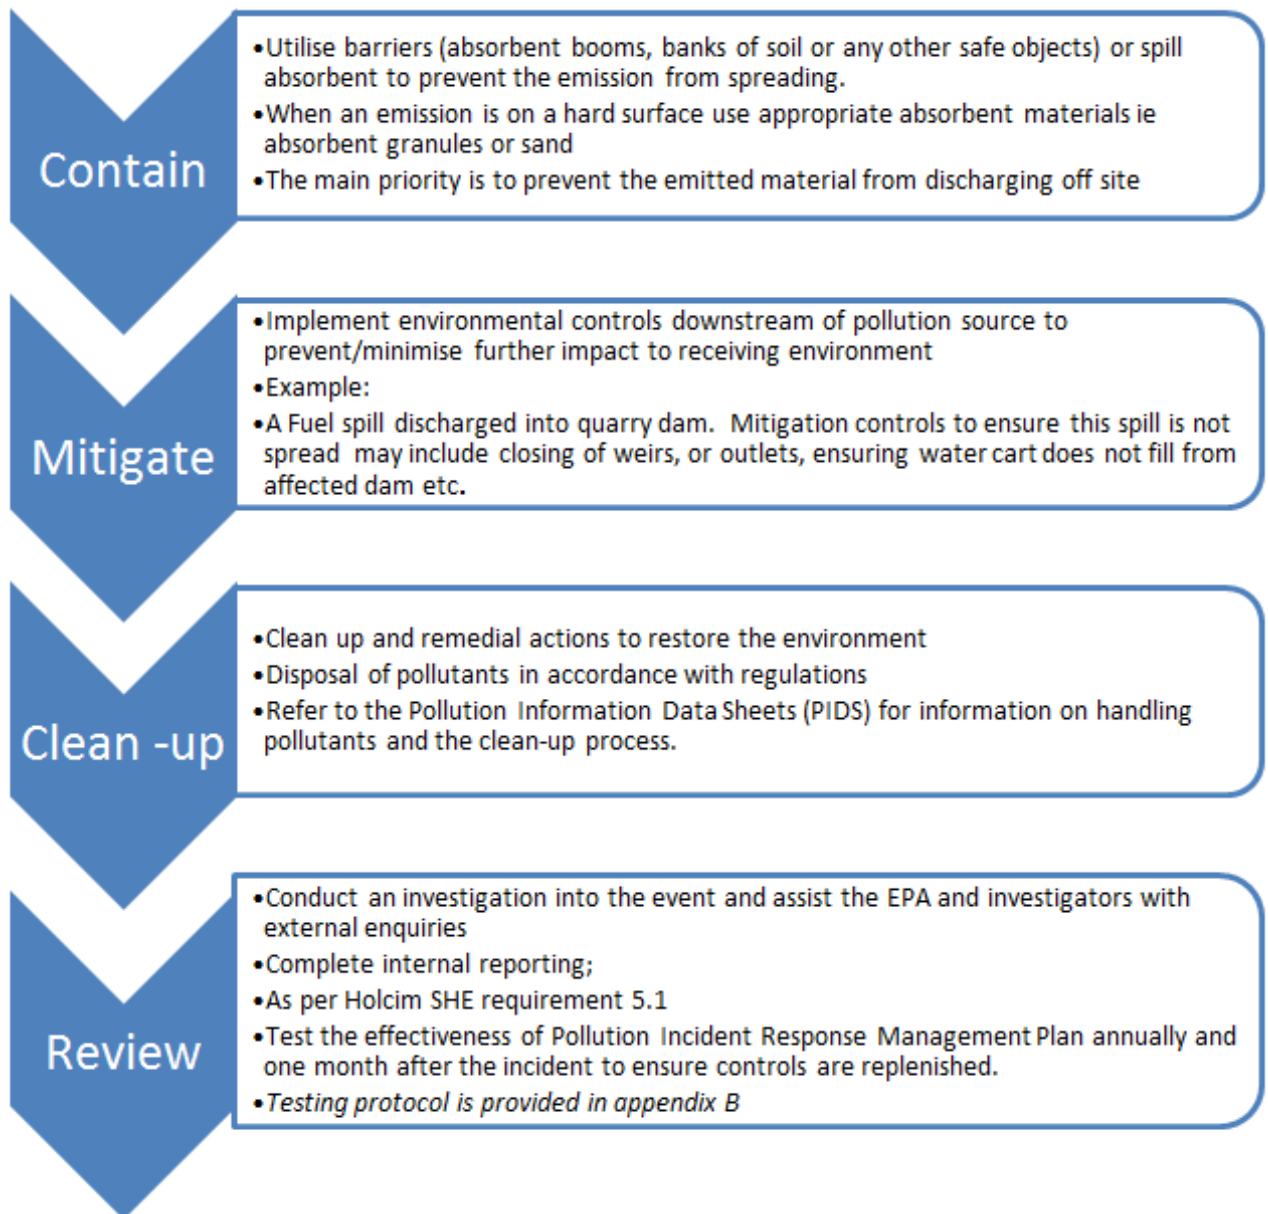 Contain
•Utilise barriers (absorbent booms, banks of soil or any other safe objects) or spill
absorbent to prevent the emission from spreading.
•When an emission is on a hard surface use appropriate absorbent materials ie
absorbent granules or sand
•The main priority is to prevent the emitted material from discharging off site
Mitigate
•Implement environmental controls downstream of pollution source to
prevent/minimise further impact to receiving environment
•Example:
•A Fuel spill discharged into quarry dam. Mitigation controls to ensure this spill is not
spread may include closing of weirs, or outlets, ensuring water cart does not fill from
affected dam etc.
Clean -up
•Clean up and remedial actions to restore the environment
•Disposal of pollutants in accordance with regulations
•Refer to the Pollution Information Data Sheets (PIDS) for information on handling
pollutants and the clean-up process.
Review
•Conduct an investigation into the event and assist the EPA and investigators with
external enquiries
•Complete internal reporting;
•As per Holcim SHE requirement 5.1
•Test the effectiveness of Pollution Incident Response Management Plan annually and
one month after the incident to ensure controls are replenished.
•Testing protocol is provided in appendix B